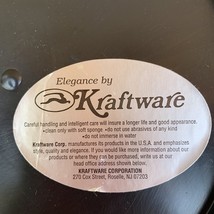 Elegance by
Kraftware
Careful handling and intelligent care will insure a longer life and good appearance.
•clean only with soft sponge •do not use abrasives of any kind
•do not immerse in water
Kraftware Corp. manufactures its products in the U.S.A. and emphasizes
style, quality and elegance. If you would like more information about our
products or where they can be purchased, write us at our
head office address shown below.
KRAFTWARE CORPORATION
270 Cox Street, Roselle, NJ 07203